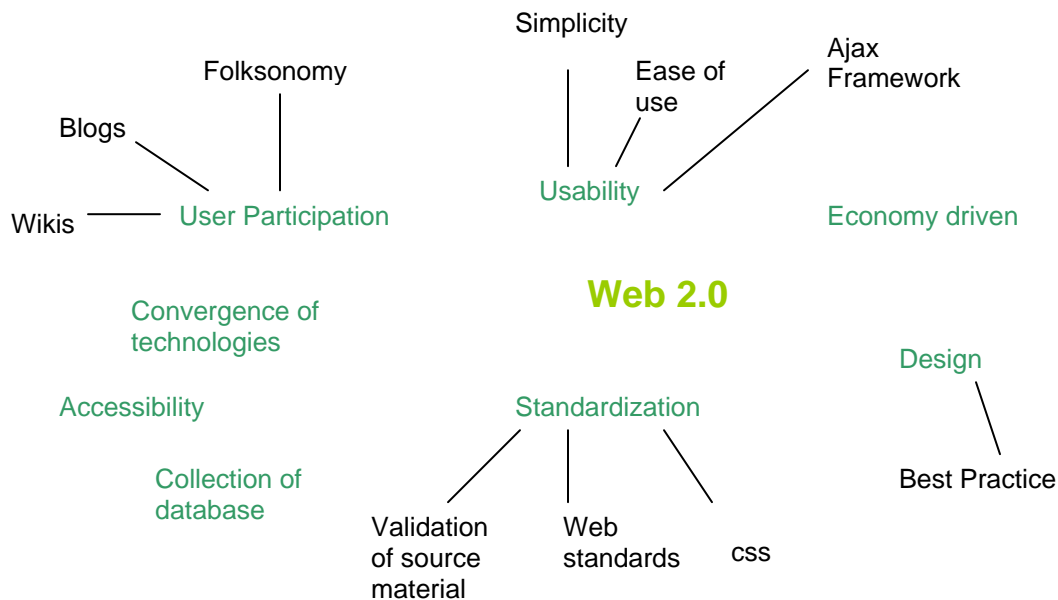 Simplicity
Folksonomy
Ease of
use
Ajax
Framework
Blogs
Usability
Wikis
User Participation
Economy driven
Web 2.0
Convergence of
technologies
Design
Accessibility
Standardization
Collection of
database
Best Practice
Validation
of source
material
Web
standards
css